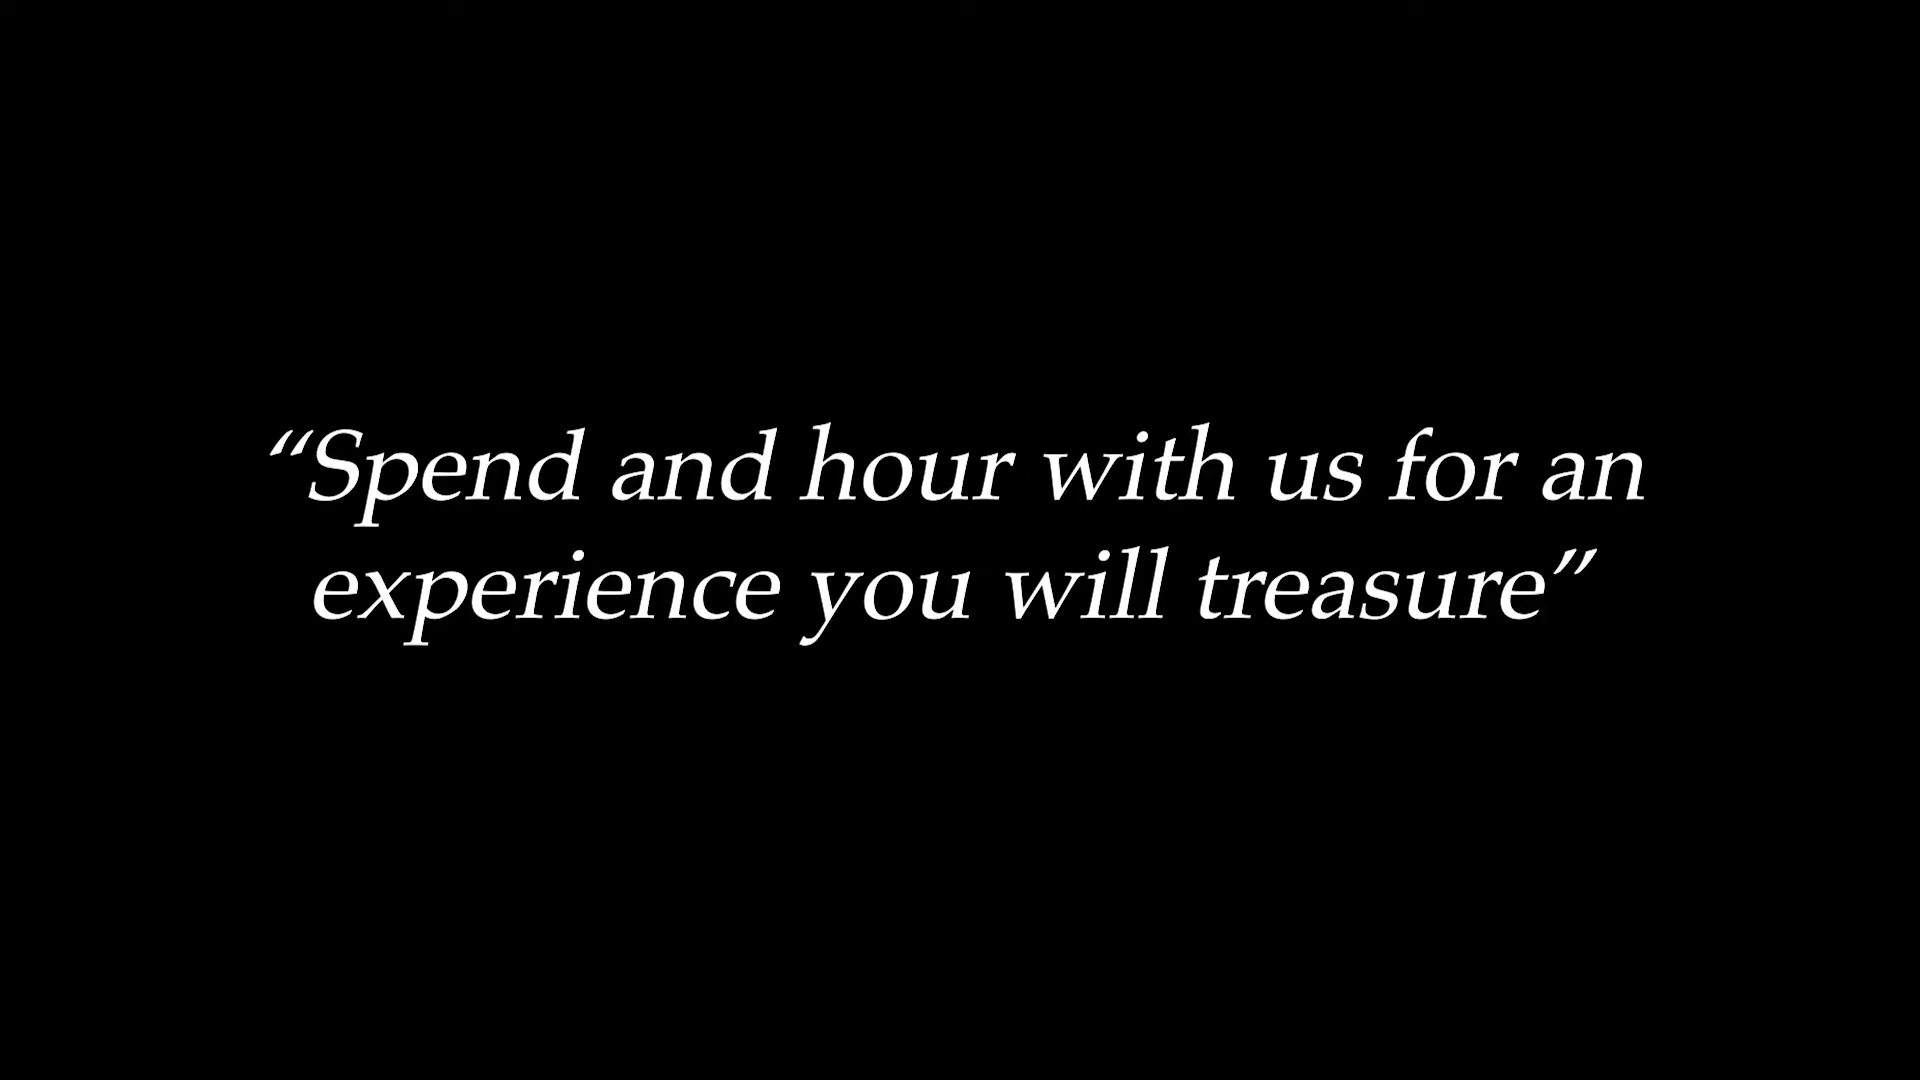 “Spend and hour with us for an
experience you will treasure”